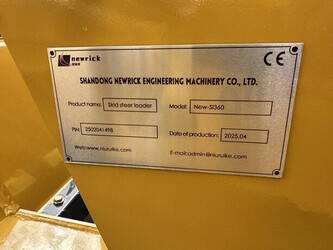 newrick
CE
SHANDONG NEWRICK ENGINEERING MACHINERY CO., LTD.
Product name: Skid steer loader
Model: New-Sl360
PIN: 2502041498
Date of production: 2025.04
Web:www.niuruike.com
E-mail:admin@niuruike.com